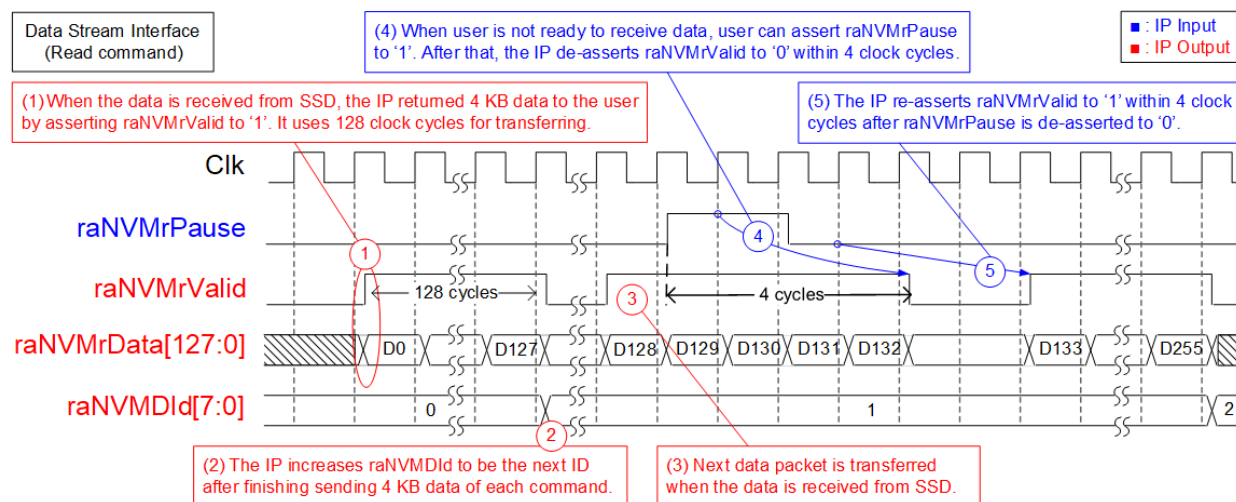 Data Stream Interface
(Read command)
(4) When user is not ready to receive data, user can assert raNVMrPause
to ‘1’. After that, the IP de-asserts raNVMrValid to ‘0’ within 4 clock cycles.
■ : IP Input
■ : IP Output
(1) When the data is received from SSD, the IP returned 4 KB data to the user
by asserting raNVMrValid to ‘1’. It uses 128 clock cycles for transferring.
(5) The IP re-asserts raNVMrValid to ‘1’ within 4 clock
cycles after raNVMrPause is de-asserted to ‘0’.
Clk
raNVMrPause
4
1
5
raNVMrValid
128 cycles
3
4 cycles
raNVMrData[127:0]
D0
D127
D128
D129
D130
D131
D132
D133
D255
raNVMDId[7:0]
0
1
2
2
(2) The IP increases raNVMDId to be the next ID
after finishing sending 4 KB data of each command.
(3) Next data packet is transferred
when the data is received from SSD.